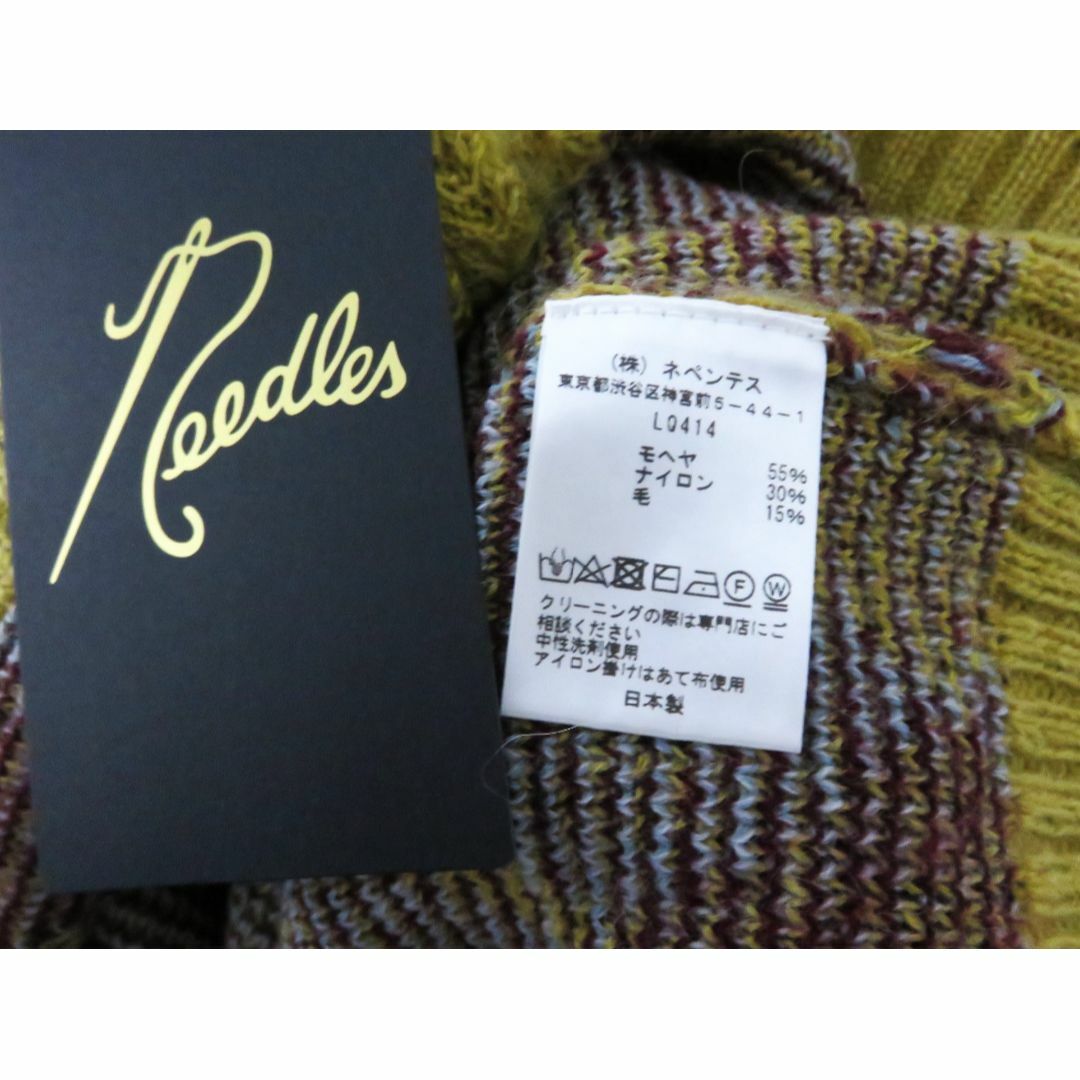 Needles
(株) ネペンテス
東京都渋谷区神宮前5-44-1
LQ414
モヘヤ 55%
ナイロン 30%
毛 15%
F W
クリーニングの際は専門店にご
相談ください
中性洗剤使用
アイロン掛けはあて布使用
日本製